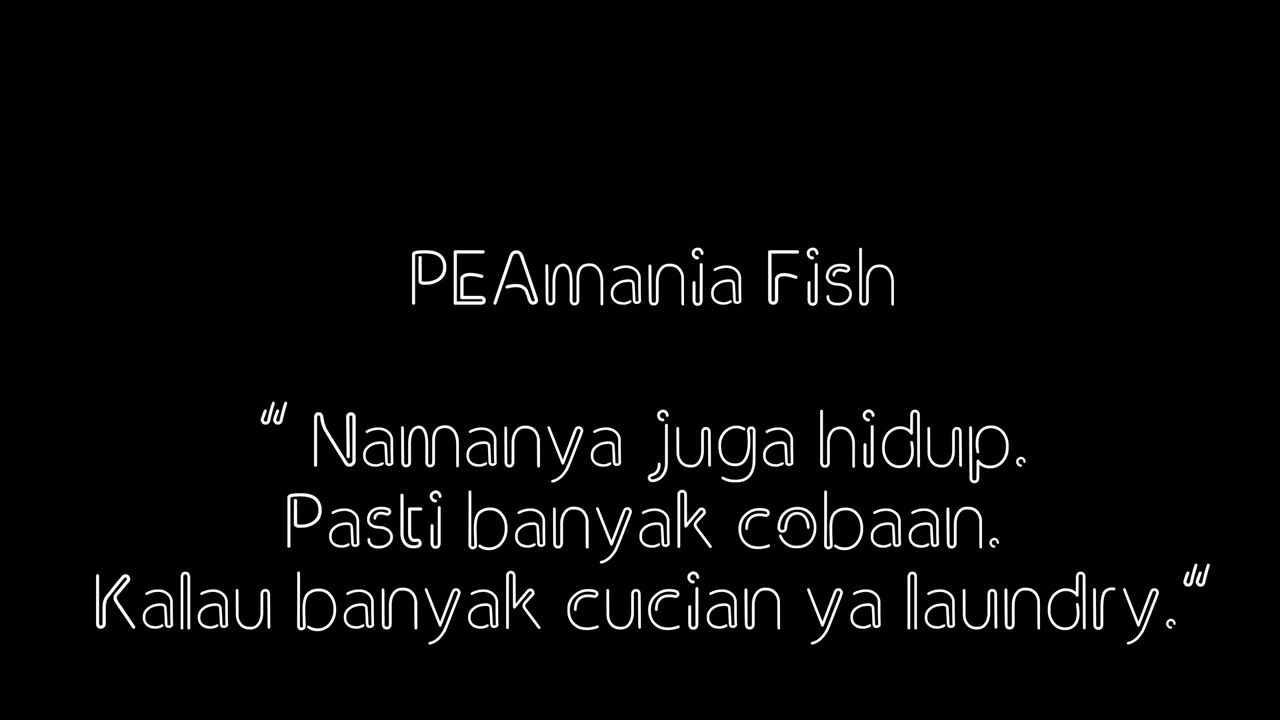 PEAmania Fish
“ Namanya juga hidup.
Pasti banyak cobaan.
Kalau banyak cucian ya laundry.“